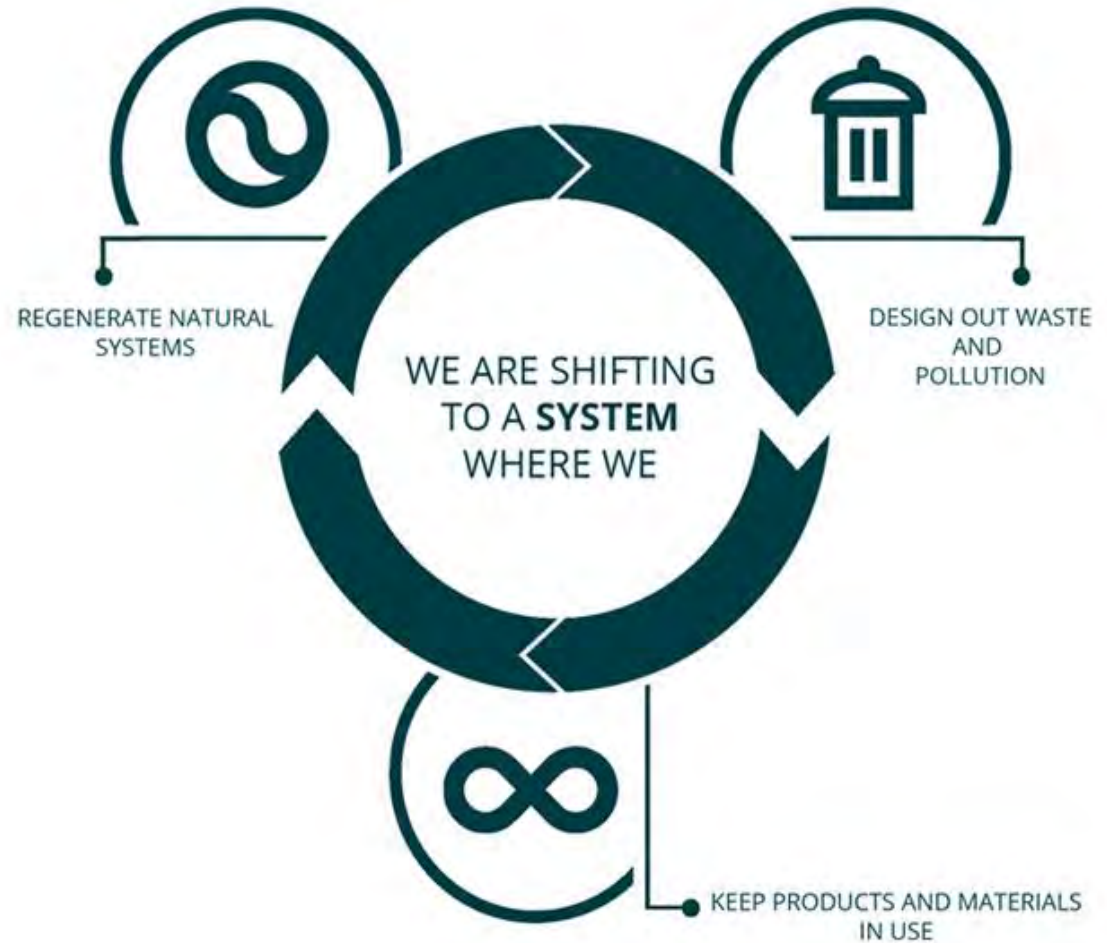 REGENERATE NATURAL
SYSTEMS
DESIGN OUT WASTE
AND
POLLUTION
WE ARE SHIFTING
TO A SYSTEM
WHERE WE
KEEP PRODUCTS AND MATERIALS
IN USE